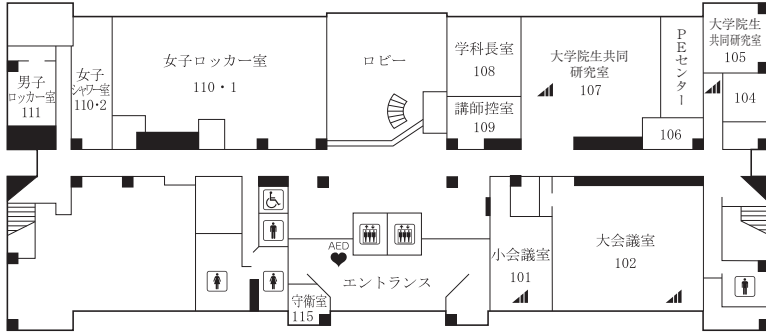 男子
ロッカー室
111
女子
シャワー室
110・2
女子ロッカー室
110・1
ロビー
学科長室
108
講師控室
109
大学院生共同
研究室
107
PEセンター
106
大学院生
共同研究室
105
104
AED
エントランス
守衛室
115
小会議室
101
大会議室
102